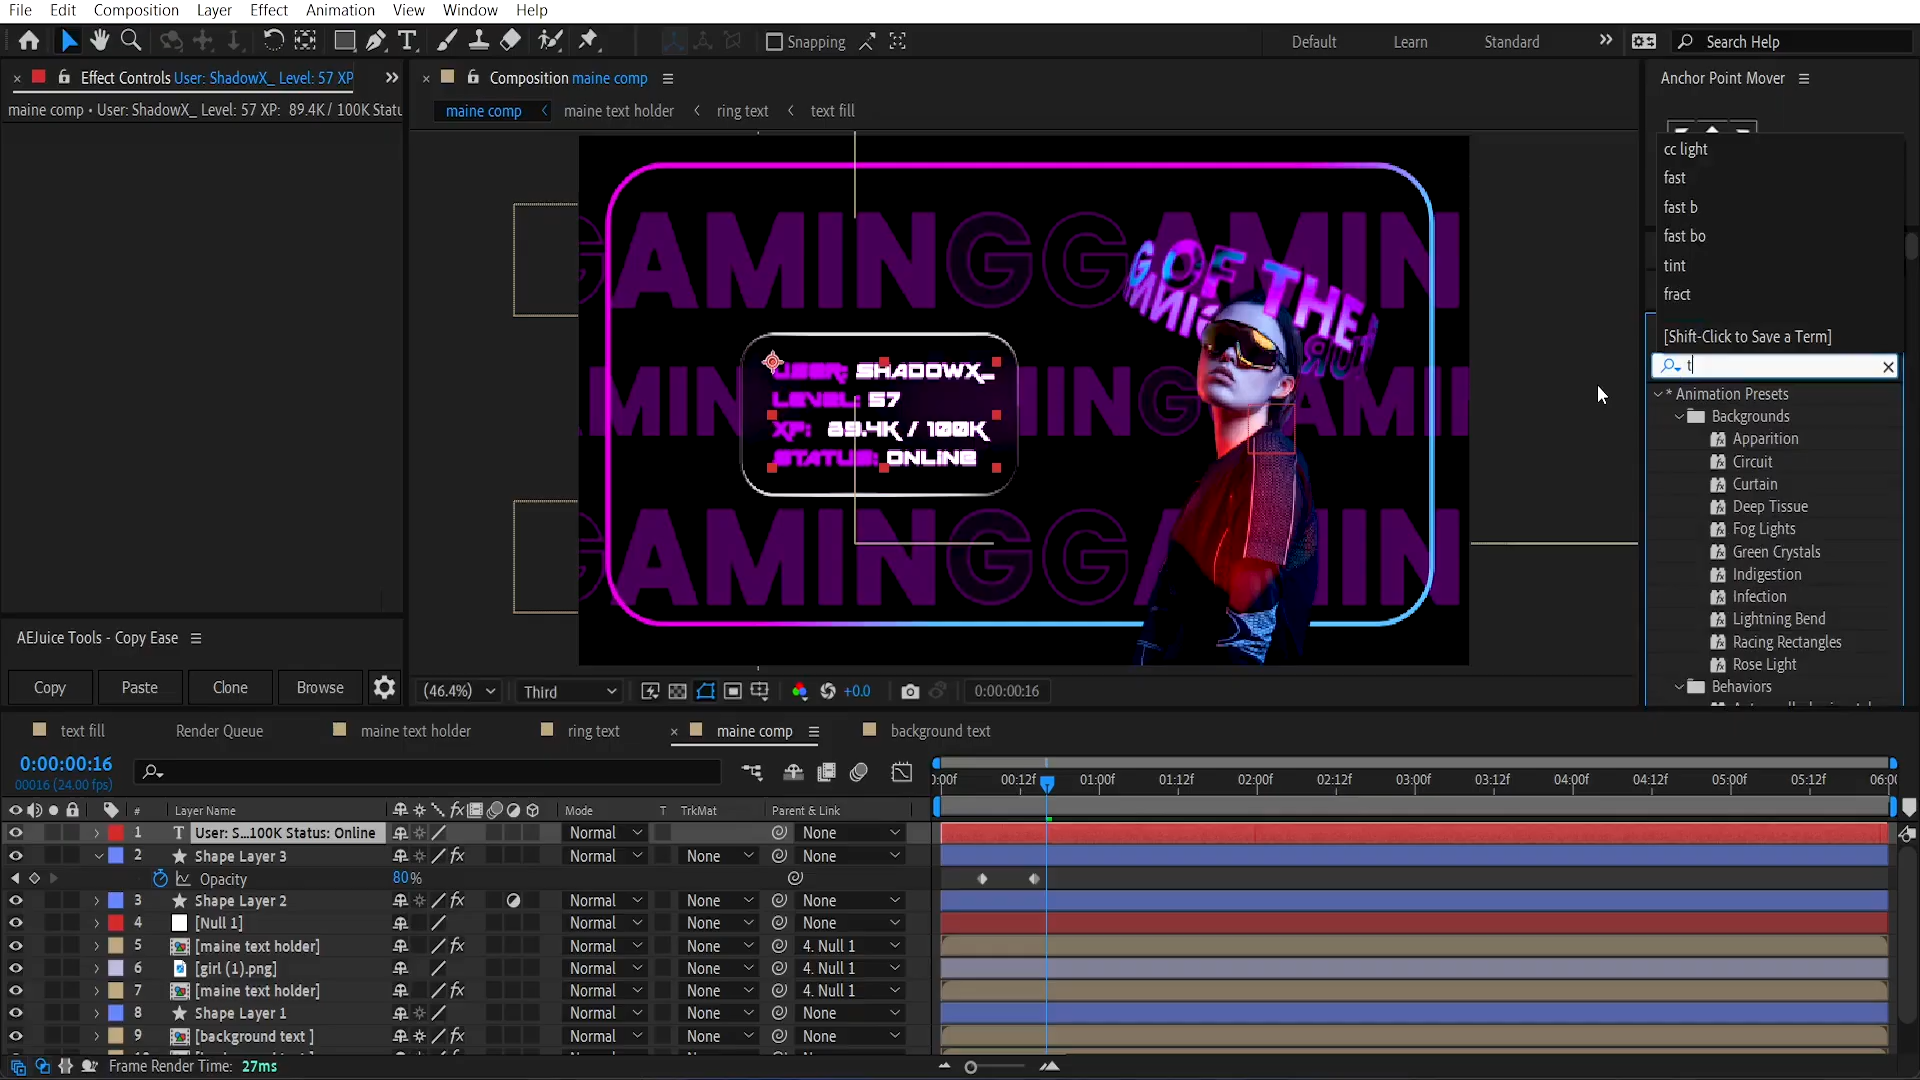 File Edit Composition Layer Effect Animation View Window Help
Snapping Default Learn Standard Search Help
Effect Controls User: ShadowX_ Level: 57 XP
Composition maine comp
Anchor Point Mover
maine comp • User: ShadowX_ Level: 57 XP: 89.4K / 100K Statu
maine comp maine text holder ring text text fill
GAMINGGAMIN
G OF THE
USER: SHADOWX_
LEVEL: 57
XP: 89.4K / 100K
STATUS: ONLINE
GAMINGGAMIN
cc light
fast
fast b
fast bo
tint
fract
[Shift-Click to Save a Term]
t
* Animation Presets
Backgrounds
Apparition
Circuit
Curtain
Deep Tissue
Fog Lights
Green Crystals
Indigestion
Infection
Lightning Bend
Racing Rectangles
Rose Light
Behaviors
AEJuice Tools - Copy Ease
Copy Paste Clone Browse
(46.4%) Third +0.0 0:00:00:16
text fill Render Queue maine text holder ring text maine comp background text
0:00:00:16
00016 (24.00 fps)
00:12f 01:00f 01:12f 02:00f 02:12f 03:00f 03:12f 04:00f 04:12f 05:00f 05:12f
# Layer Name Mode T TrkMat Parent & Link
1 User: S...100K Status: Online Normal None
2 Shape Layer 3 Normal None None
Opacity 80%
3 Shape Layer 2 Normal None None
4 [Null 1] Normal None None
5 [maine text holder] Normal None 4. Null 1
6 [girl (1).png] Normal None 4. Null 1
7 [maine text holder] Normal None 4. Null 1
8 Shape Layer 1 Normal None None
9 [background text ] Normal None None
Frame Render Time: 27ms